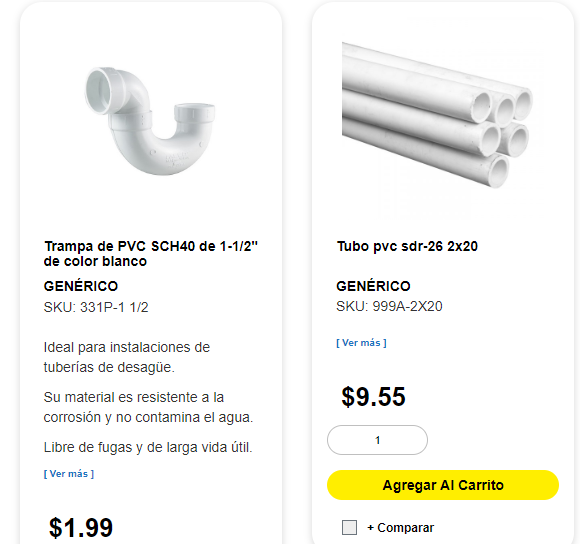 Trampa de PVC SCH40 de 1-1/2"
de color blanco
GENÉRICO
SKU: 331P-1 1/2
Ideal para instalaciones de
tuberías de desagüe.
Su material es resistente a la
corrosión y no contamina el agua.
Libre de fugas y de larga vida útil.
[ Ver más ]
$1.99
Tubo pvc sdr-26 2x20
GENÉRICO
SKU: 999A-2X20
[ Ver más ]
$9.55
1
Agregar Al Carrito
+ Comparar